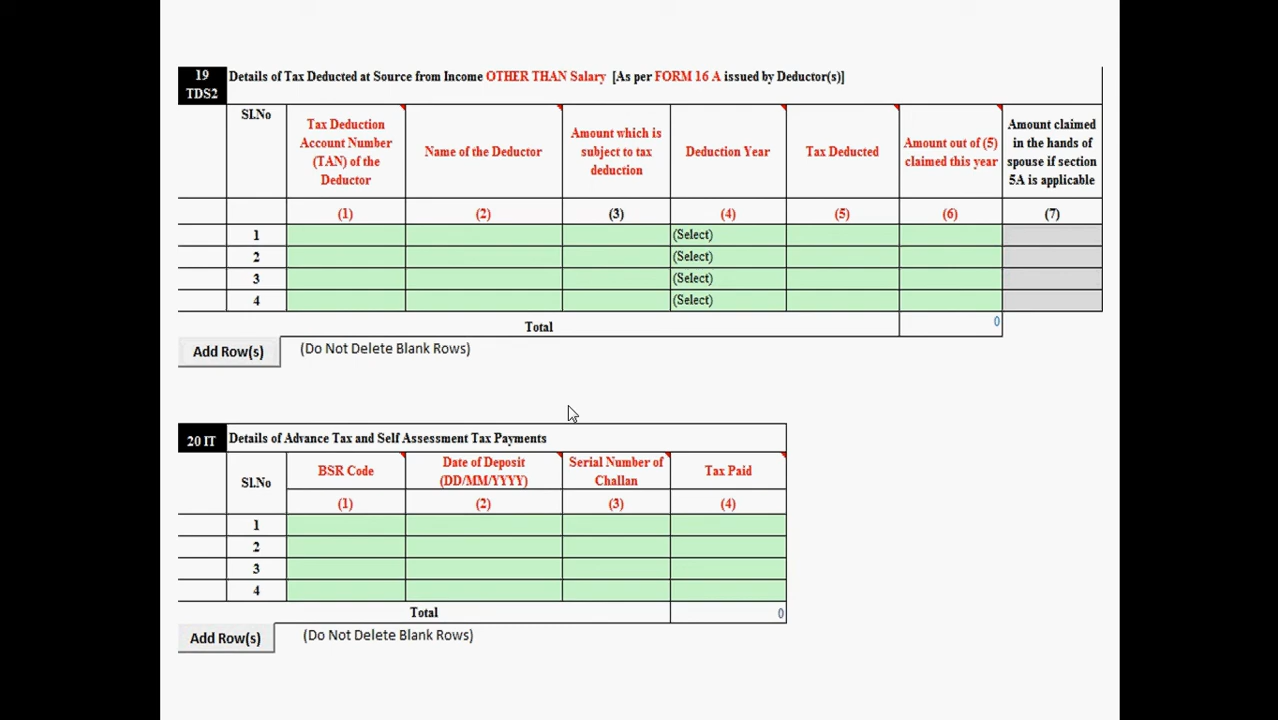 19
TDS2
Details of Tax Deducted at Source from Income OTHER THAN Salary [As per FORM 16 A issued by Deductor(s)]
Sl.No
Tax Deduction
Account Number
(TAN) of the
Deductor
Name of the Deductor
Amount which is
subject to tax
deduction
Deduction Year
Tax Deducted
Amount out of (5)
claimed this year
Amount claimed
in the hands of
spouse if section
5A is applicable
(1) (2) (3) (4) (5) (6) (7)
1 (Select)
2 (Select)
3 (Select)
4 (Select)
Total 0
Add Row(s) (Do Not Delete Blank Rows)
20 IT Details of Advance Tax and Self Assessment Tax Payments
Sl.No
BSR Code
Date of Deposit
(DD/MM/YYYY)
Serial Number of
Challan
Tax Paid
(1) (2) (3) (4)
1
2
3
4
Total 0
Add Row(s) (Do Not Delete Blank Rows)